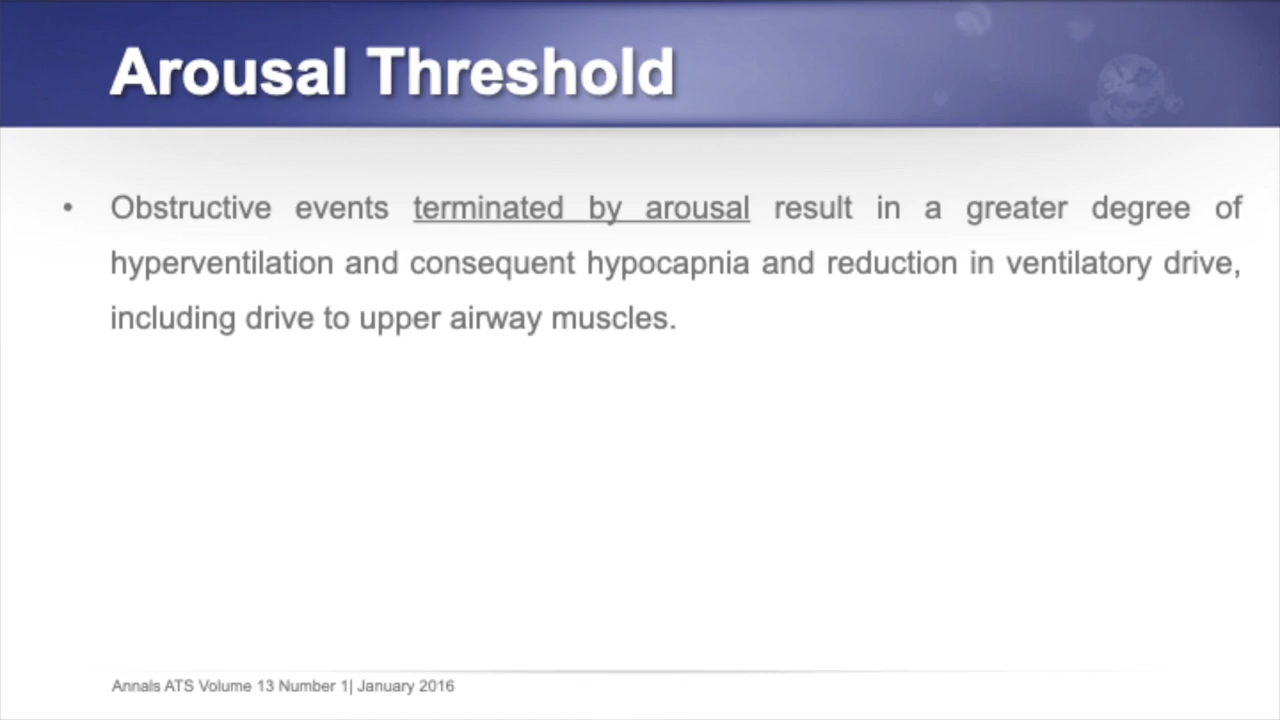 Arousal Threshold
• Obstructive events terminated by arousal result in a greater degree of
hyperventilation and consequent hypocapnia and reduction in ventilatory drive,
including drive to upper airway muscles.
Annals ATS Volume 13 Number 1| January 2016